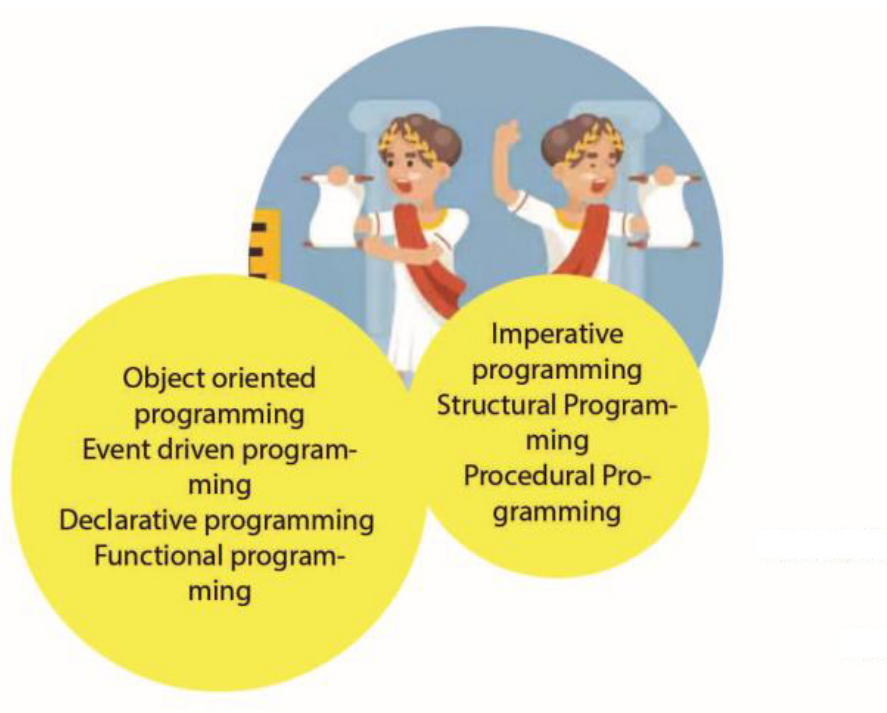 Object oriented
programming
Event driven program-
ming
Declarative programming
Functional program-
ming
Imperative
programming
Structural Program-
ming
Procedural Pro-
gramming